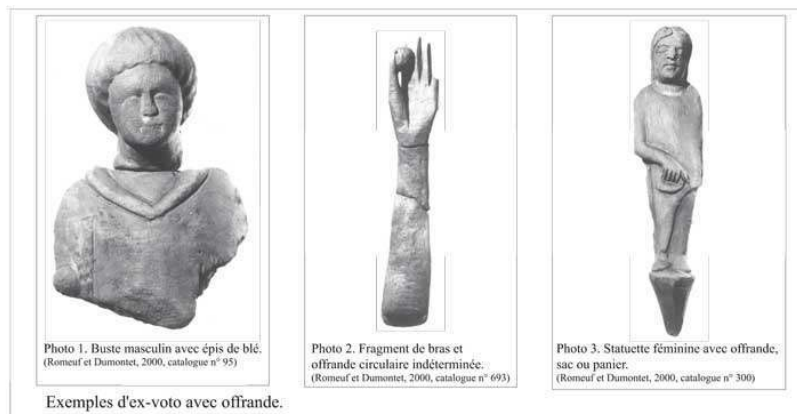 Photo 1. Buste masculin avec épis de blé.
(Romeuf et Dumontet, 2000, catalogue n° 95)
Photo 2. Fragment de bras et
offrande circulaire indéterminée.
(Romeuf et Dumontet, 2000, catalogue n° 693)
Photo 3. Statuette féminine avec offrande,
sac ou panier.
(Romeuf et Dumontet, 2000, catalogue n° 300)
Exemples d'ex-voto avec offrande.